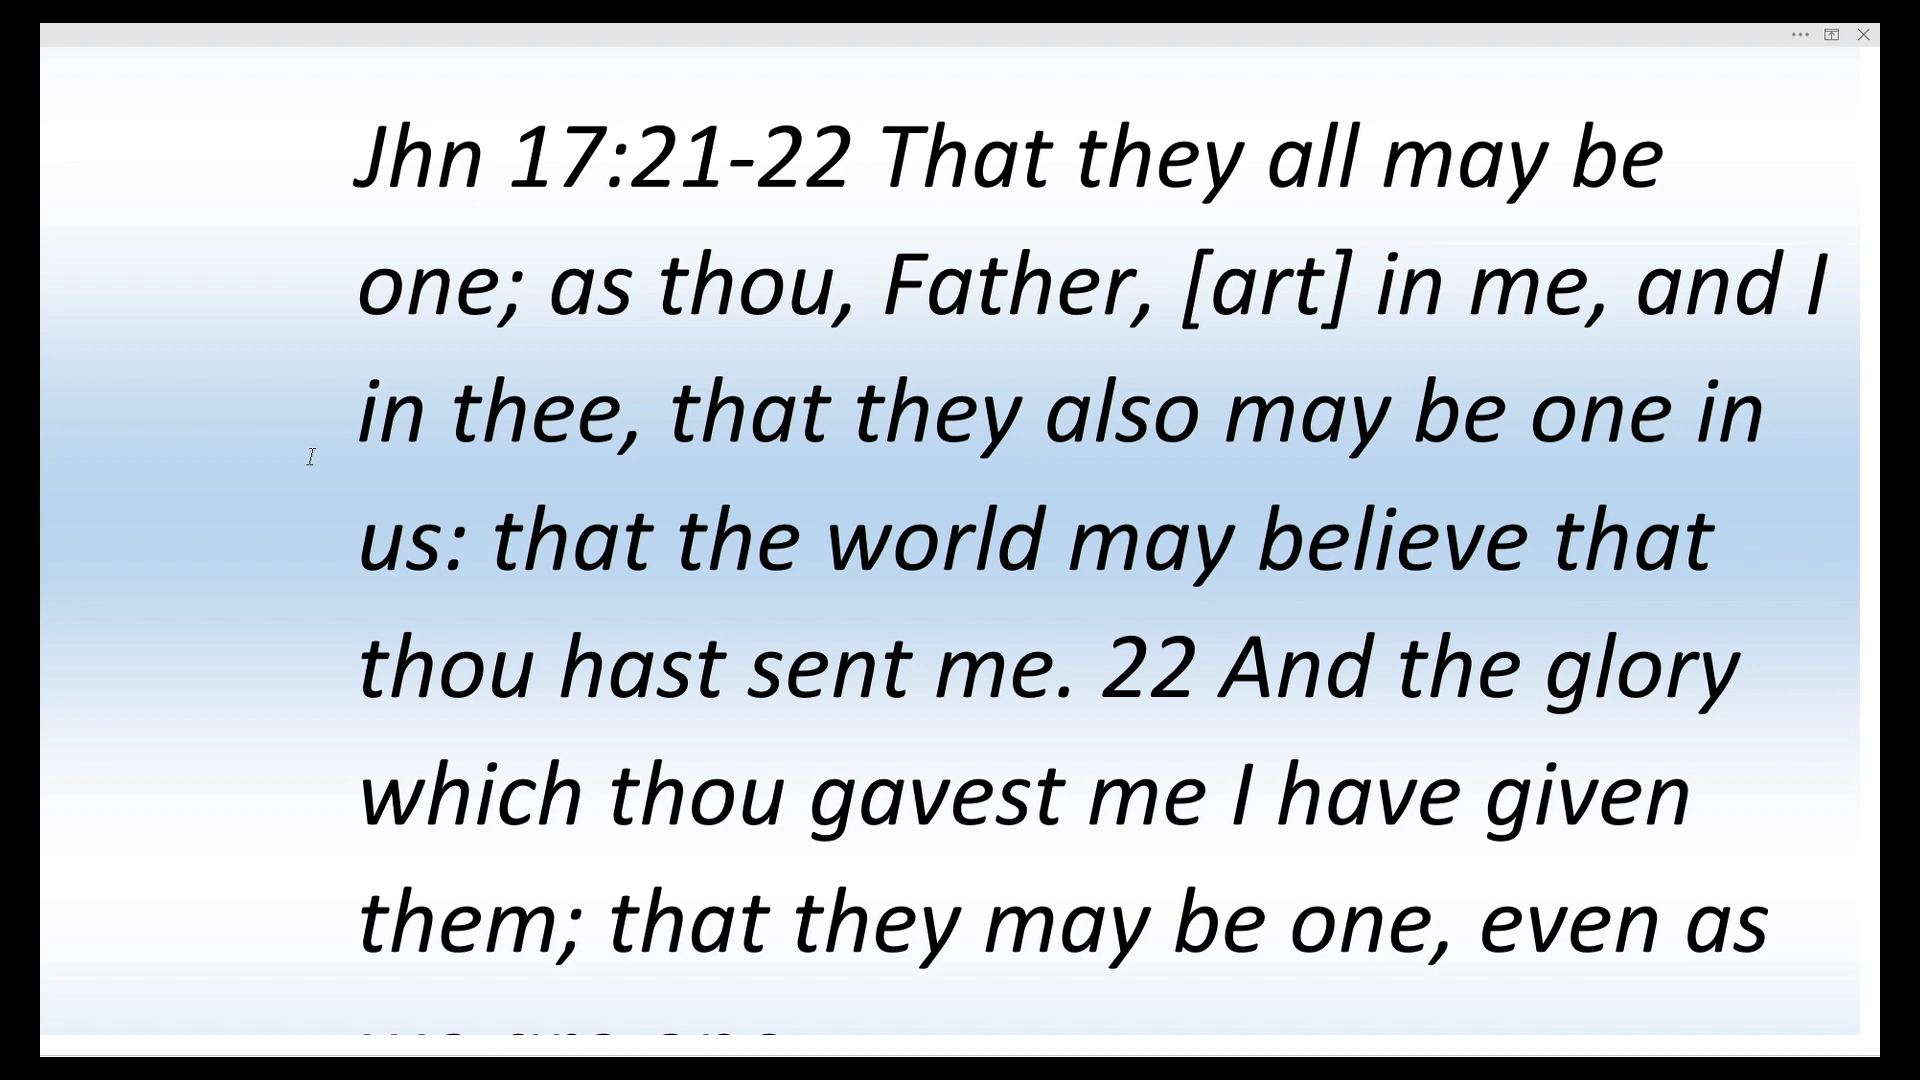 Jhn 17:21-22 That they all may be
one; as thou, Father, [art] in me, and I
in thee, that they also may be one in
us: that the world may believe that
thou hast sent me. 22 And the glory
which thou gavest me I have given
them; that they may be one, even as